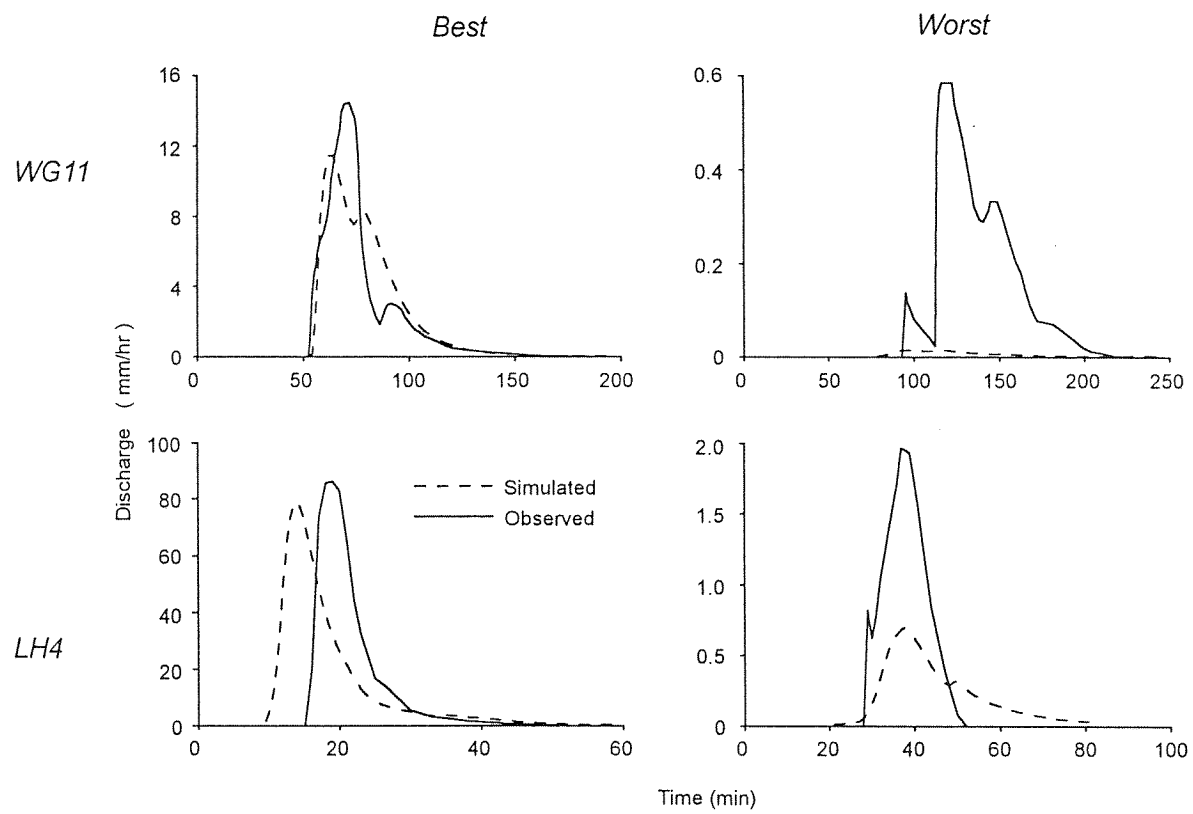 Best
Worst
WG11
16
12
8
4
0
0 50 100 150 200
0.6
0.4
0.2
0
0 50 100 150 200 250
Discharge ( mm/hr )
LH4
100
80
60
40
20
0
0 20 40 60
Simulated
Observed
2.0
1.5
1.0
0.5
0
0 20 40 60 80 100
Time (min)